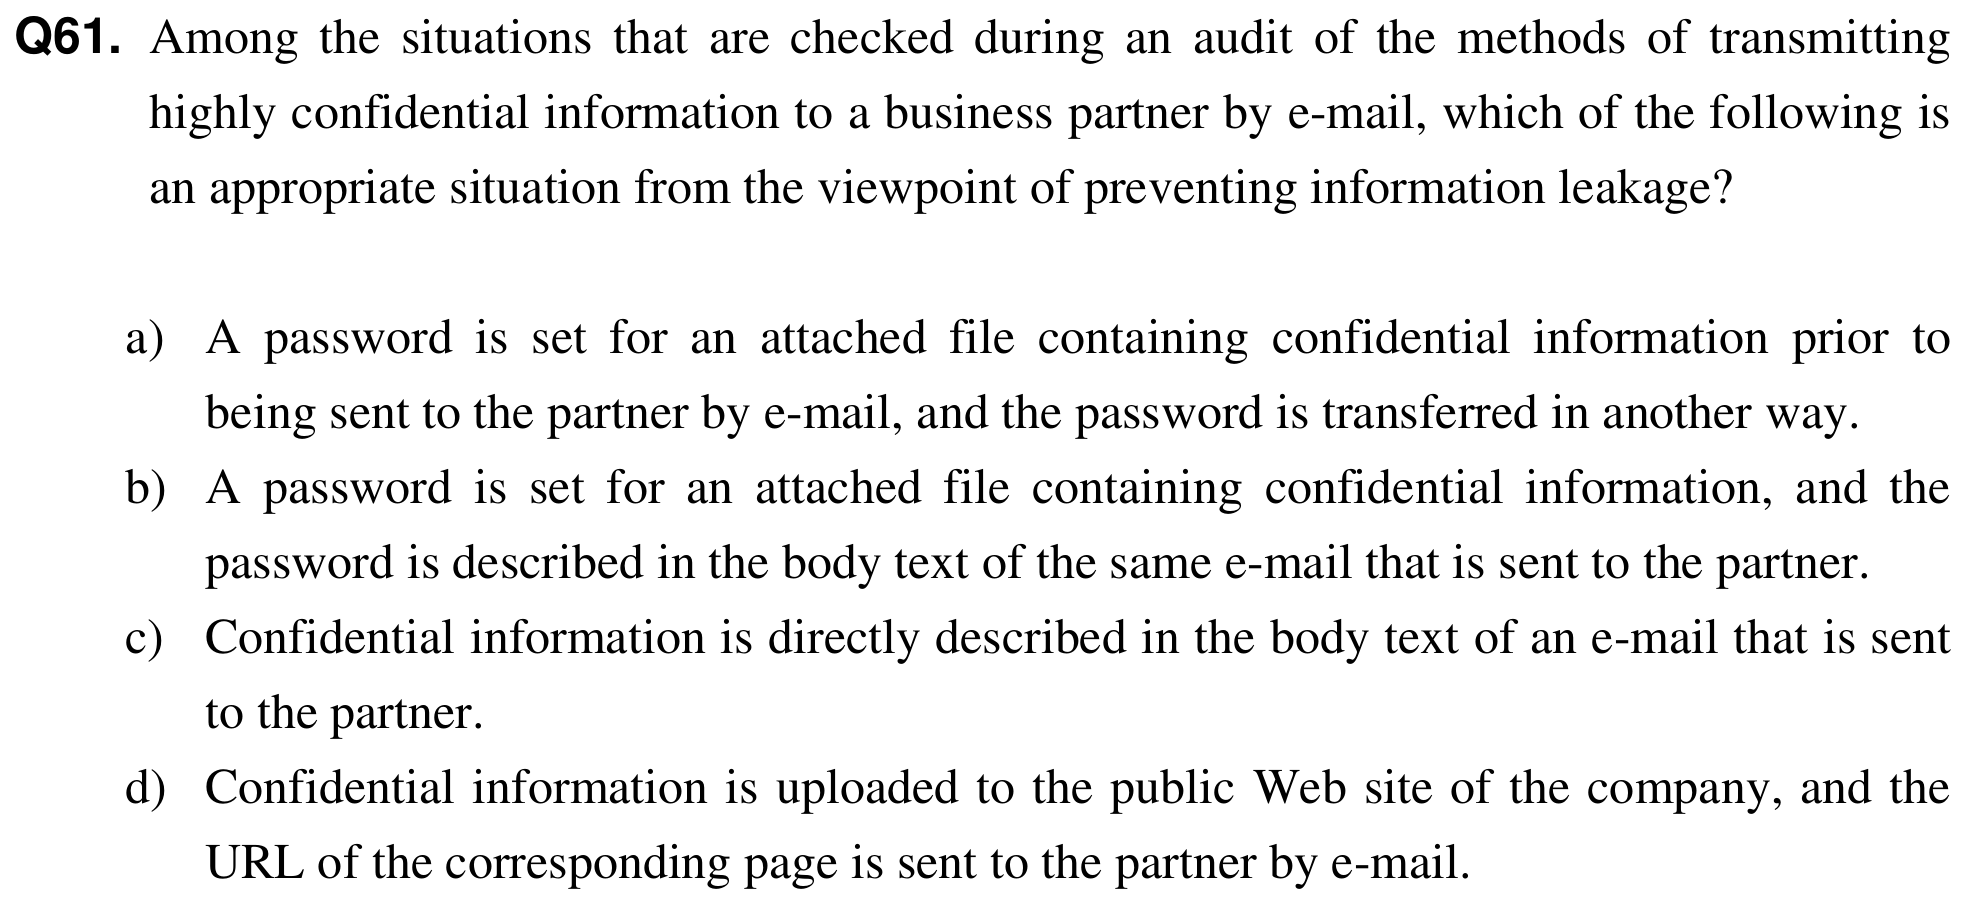 Q61. Among the situations that are checked during an audit of the methods of transmitting
highly confidential information to a business partner by e-mail, which of the following is
an appropriate situation from the viewpoint of preventing information leakage?
a) A password is set for an attached file containing confidential information prior to
being sent to the partner by e-mail, and the password is transferred in another way.
b) A password is set for an attached file containing confidential information, and the
password is described in the body text of the same e-mail that is sent to the partner.
c) Confidential information is directly described in the body text of an e-mail that is sent
to the partner.
d) Confidential information is uploaded to the public Web site of the company, and the
URL of the corresponding page is sent to the partner by e-mail.